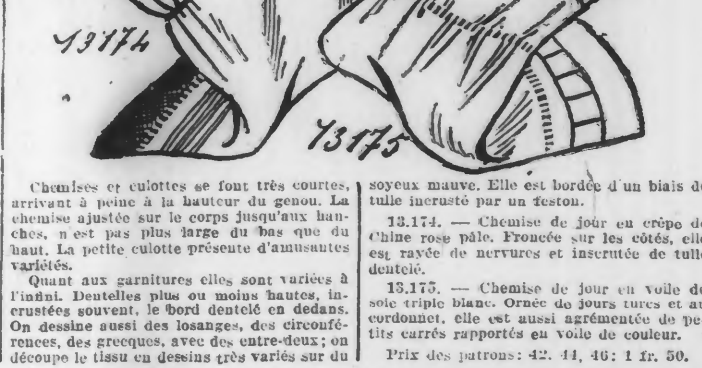 13174
13175
Chemises et culottes se font très courtes,
arrivant à peine à la hauteur du genou. La
chemise ajustée sur le corps jusqu'aux han-
ches, n'est pas plus large du bas que du
haut. La petite culotte présente d'amusantes
variétés.
Quant aux garnitures elles sont variées à
l'infini. Dentelles plus ou moins hautes, in-
crustées souvent, le bord dentelé en dedans.
On dessine aussi des losanges, des circonfé-
rences, des grecques, avec des entre-deux; on
découpe le tissu en dessins très variés sur du
soyeux mauve. Elle est bordée d'un biais de
tulle incrusté par un feston.
13.174. — Chemise de jour en crêpe de
Chine rose pâle. Froncée sur les côtés, elle
est rayée de nervures et inscrutée de tulle
dentelé.
13.175. — Chemise de jour en voile de
soie triple blanc. Ornée de jours turcs et au
cordonnet, elle est aussi agrémentée de pe-
tits carrés rapportés en voile de couleur.
Prix des patrons: 42. 44, 46: 1 fr. 50.